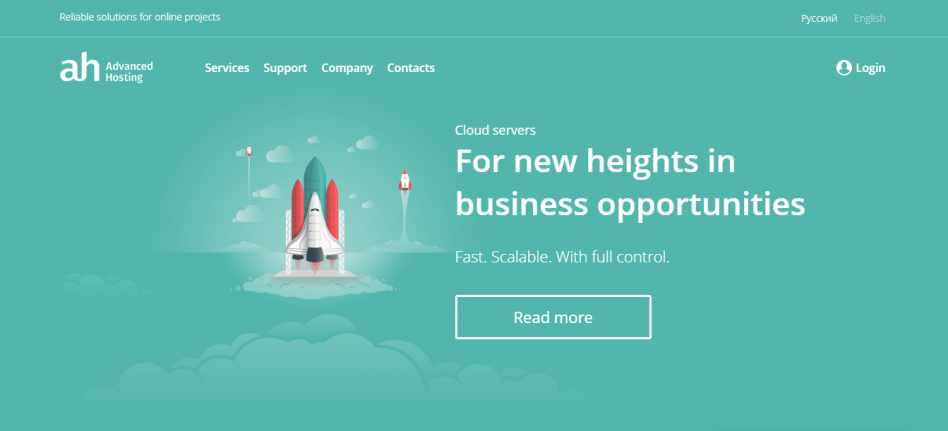 Reliable solutions for online projects
Русский English
ah Advanced
Hosting
Services Support Company Contacts
Login
Cloud servers
For new heights in
business opportunities
Fast. Scalable. With full control.
Read more